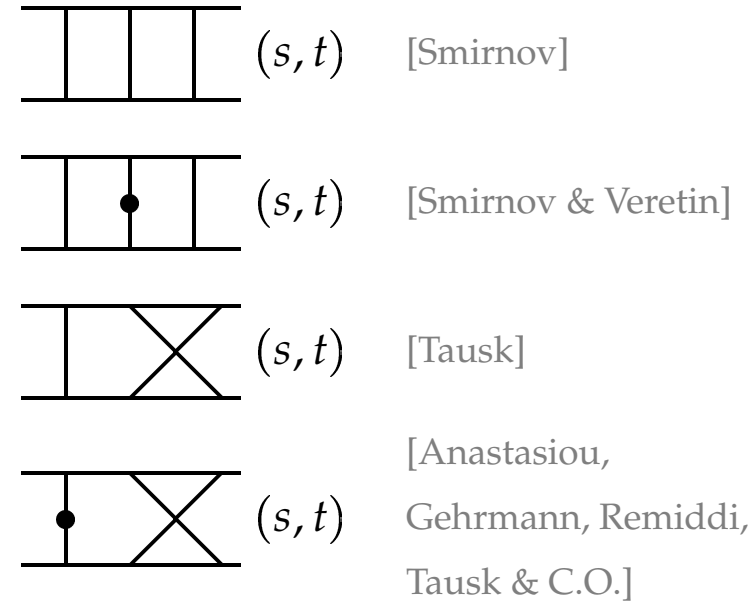 (s, t) [Smirnov]
(s, t) [Smirnov & Veretin]
(s, t) [Tausk]
[Anastasiou,
(s, t) Gehrmann, Remiddi,
Tausk & C.O.]